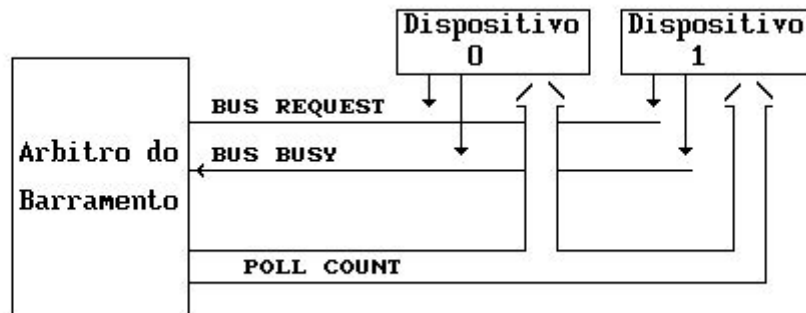 Dispositivo
0
Dispositivo
1
BUS REQUEST
Arbitro do
Barramento
BUS BUSY
POLL COUNT